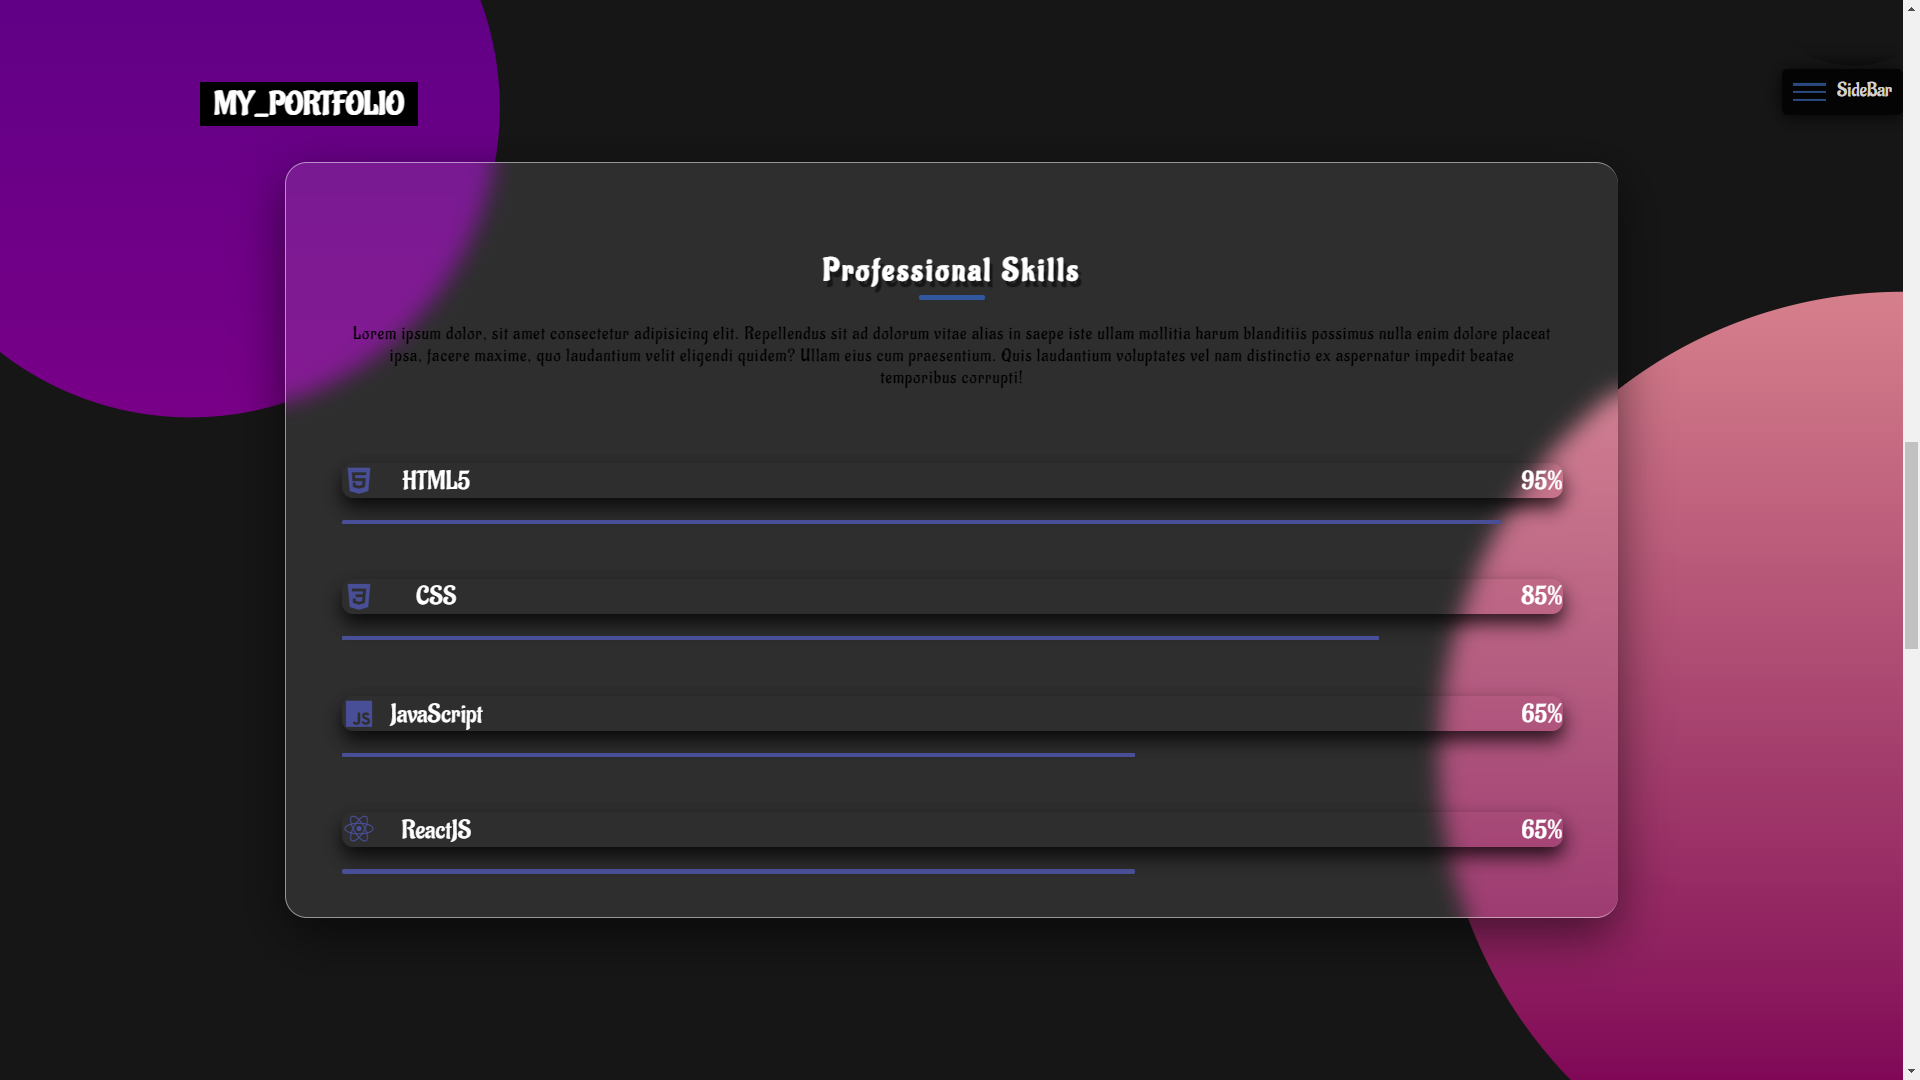 MY_PORTFOLIO
SideBar
Professional Skills
Lorem ipsum dolor, sit amet consectetur adipisicing elit. Repellendus sit ad dolorum vitae alias in saepe iste ullam mollitia harum blanditiis possimus nulla enim dolore placeat
ipsa, facere maxime, quo laudantium velit eligendi quidem? Ullam eius cum praesentium. Quis laudantium voluptates vel nam distinctio ex aspernatur impedit beatae
temporibus corrupti!
HTML5 95%
CSS 85%
JS JavaScript 65%
ReactJS 65%